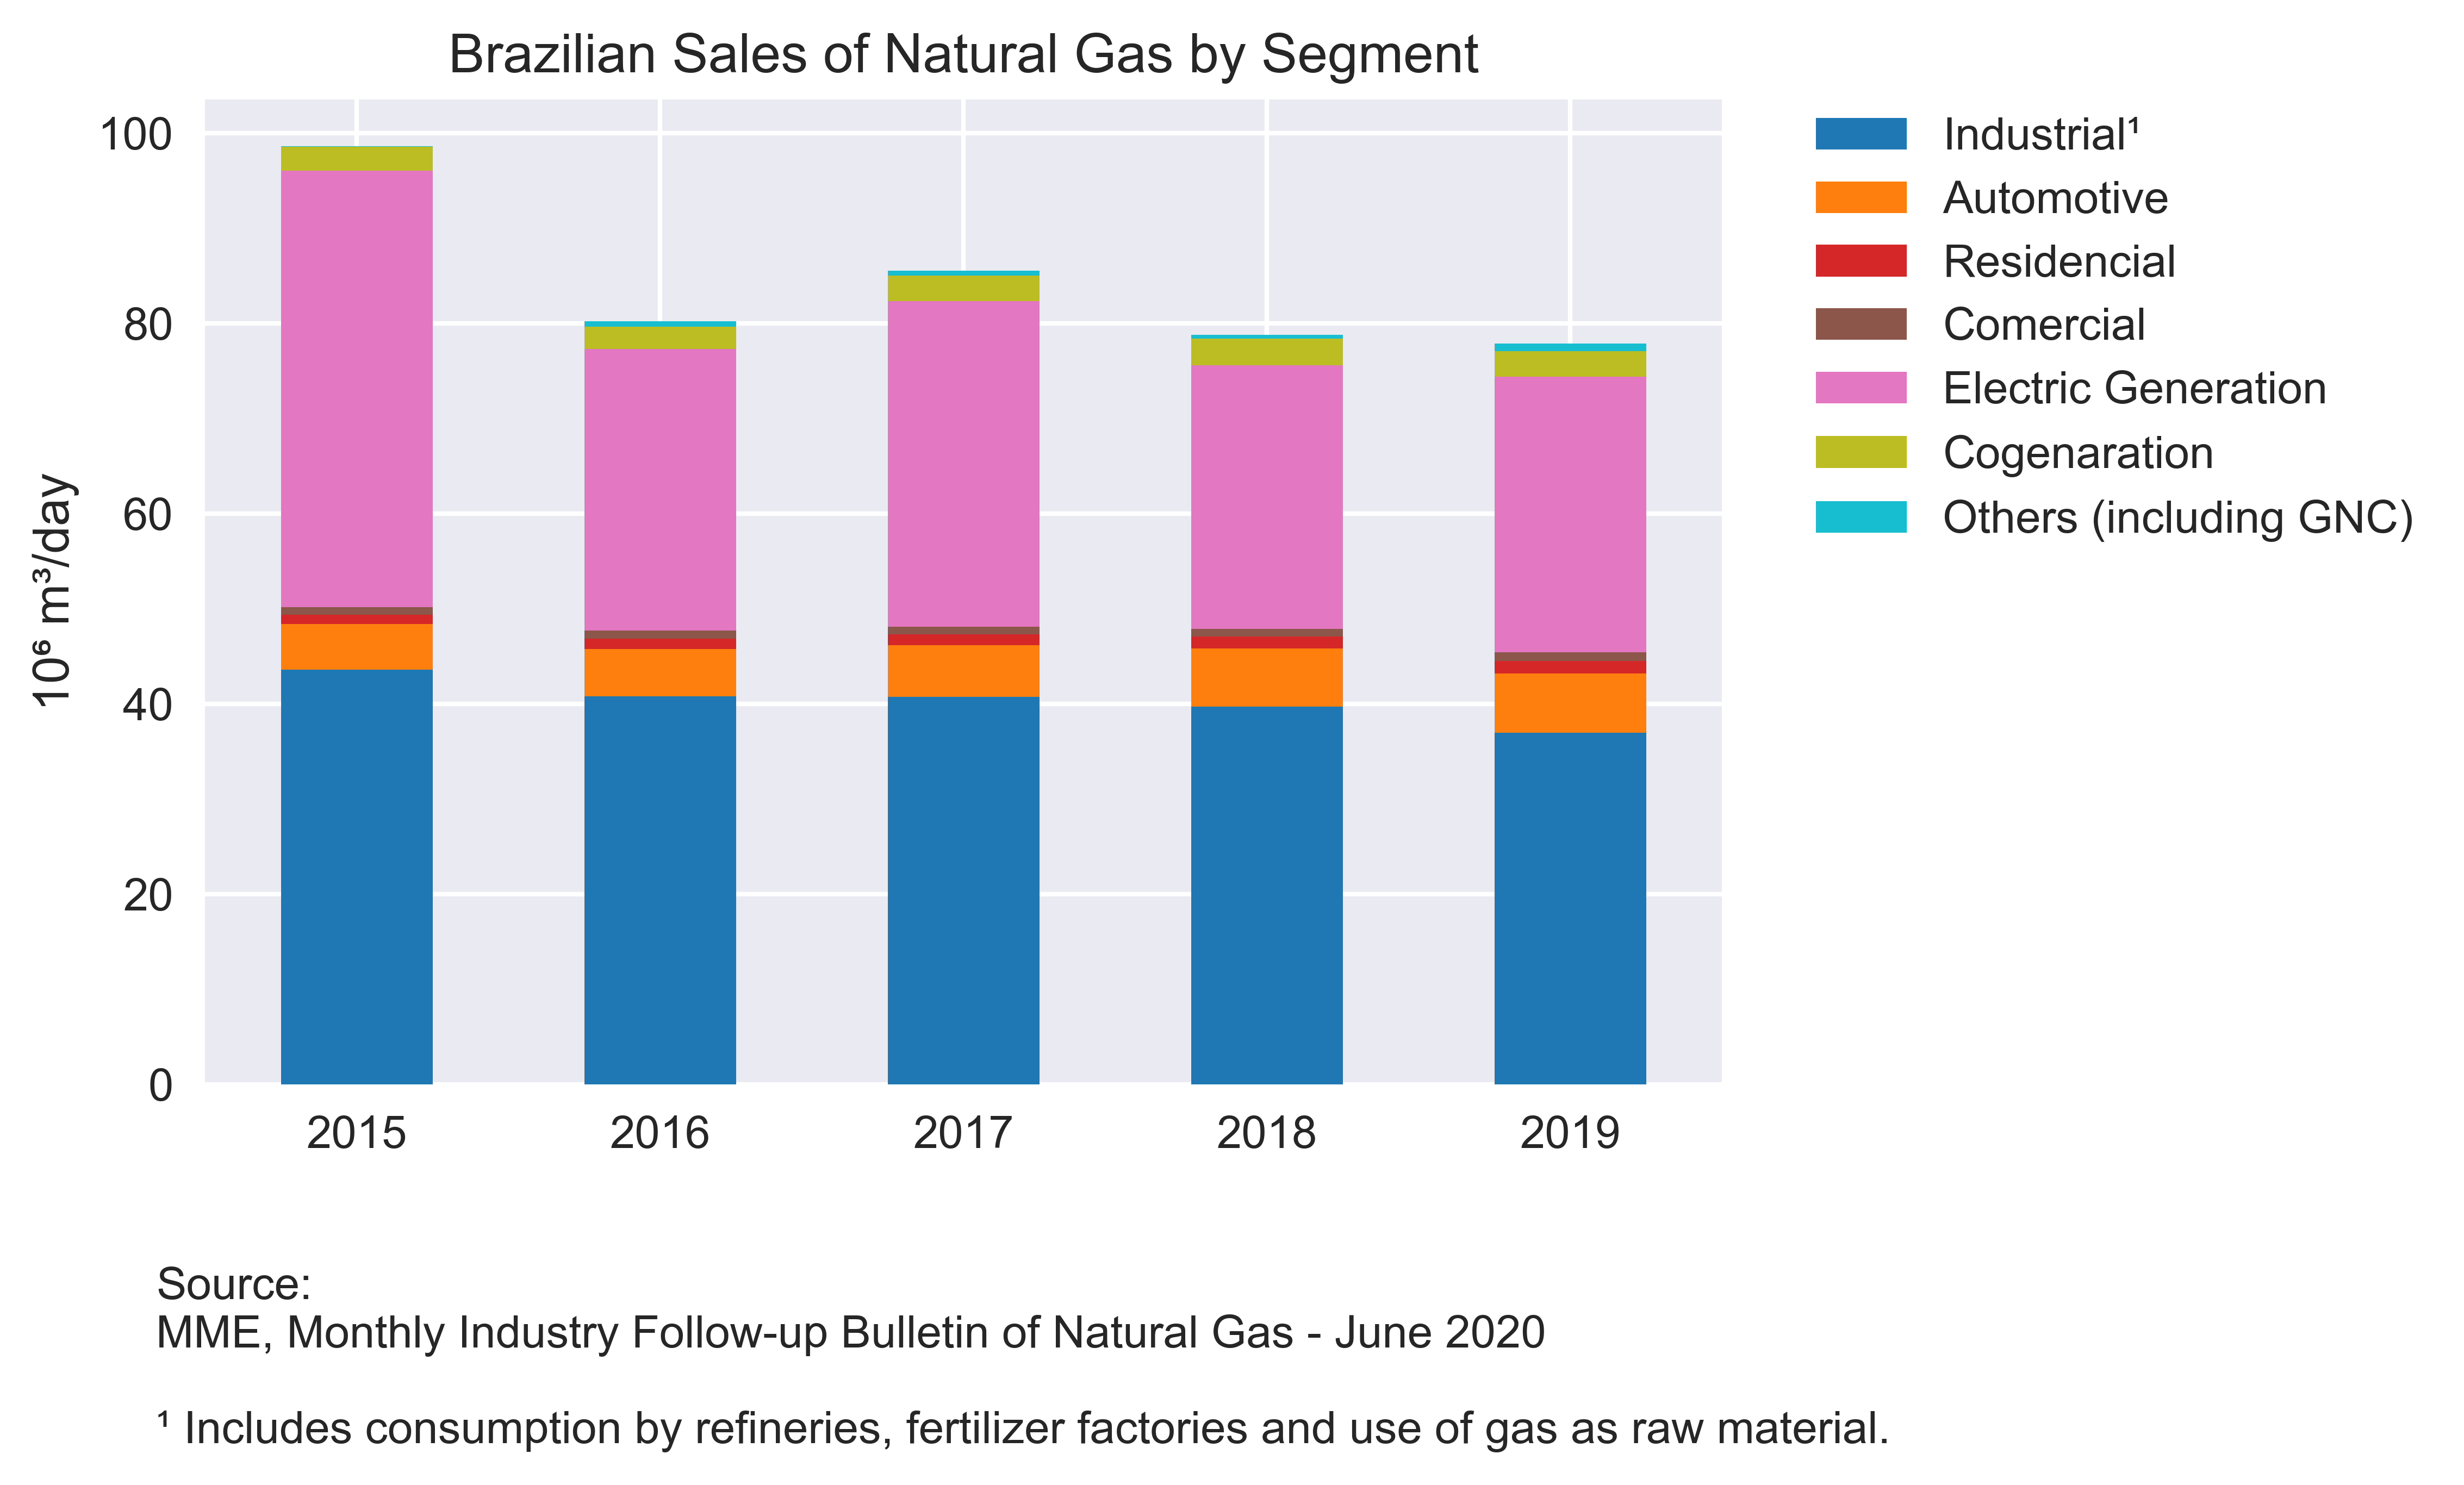 Brazilian Sales of Natural Gas by Segment
100
80
60
40
20
0
10⁶ m³/day
2015 2016 2017 2018 2019
Industrial¹
Automotive
Residencial
Comercial
Electric Generation
Cogenaration
Others (including GNC)
Source:
MME, Monthly Industry Follow-up Bulletin of Natural Gas - June 2020
¹ Includes consumption by refineries, fertilizer factories and use of gas as raw material.